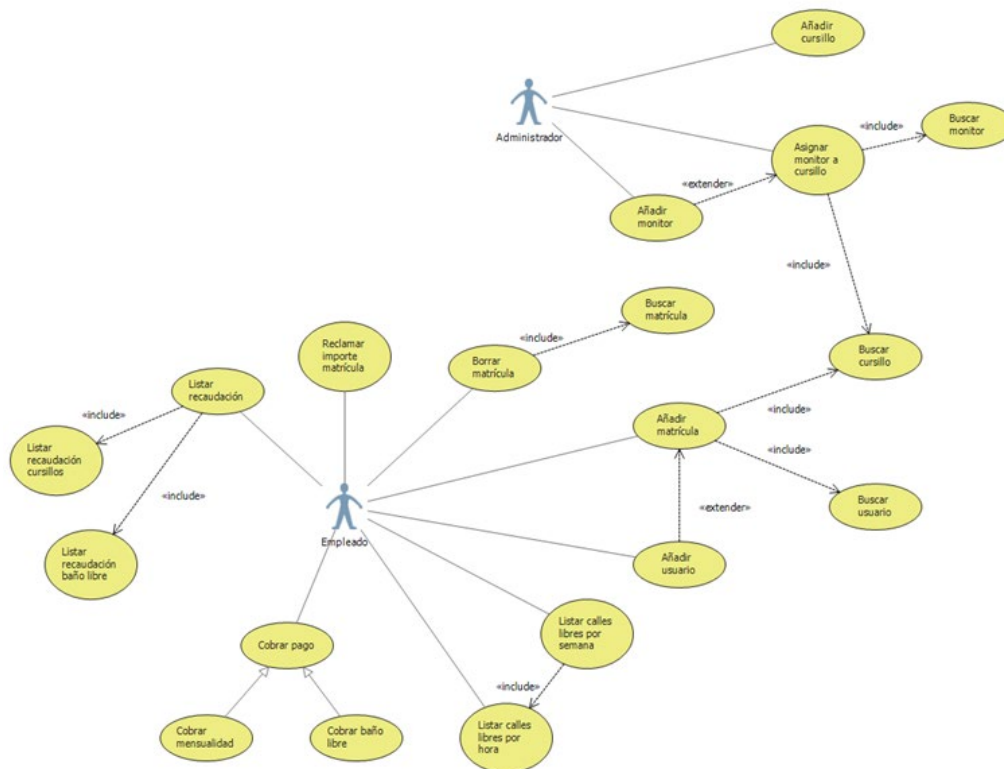 Añadir
cursillo
Administrador
«include»
Buscar
monitor
Asignar
monitor a
cursillo
«extender»
Añadir
monitor
«include»
Buscar
matrícula
Reclamar
importe
matrícula
«include»
Borrar
matrícula
Buscar
cursillo
Listar
recaudación
«include»
«include»
Añadir
matrícula
Listar
recaudación
cursillos
«include»
«include»
Buscar
usuario
«extender»
Empleado
Listar
recaudación
baño libre
Añadir
usuario
Listar calles
libres por
semana
Cobrar pago
«include»
Cobrar
mensualidad
Cobrar baño
libre
Listar calles
libres por
hora